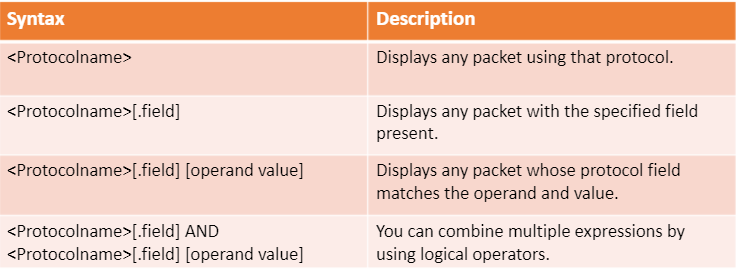 Syntax Description
<Protocolname> Displays any packet using that protocol.
<Protocolname>[.field] Displays any packet with the specified field
present.
<Protocolname>[.field] [operand value] Displays any packet whose protocol field
matches the operand and value.
<Protocolname>[.field] AND You can combine multiple expressions by
<Protocolname>[.field] [operand value] using logical operators.